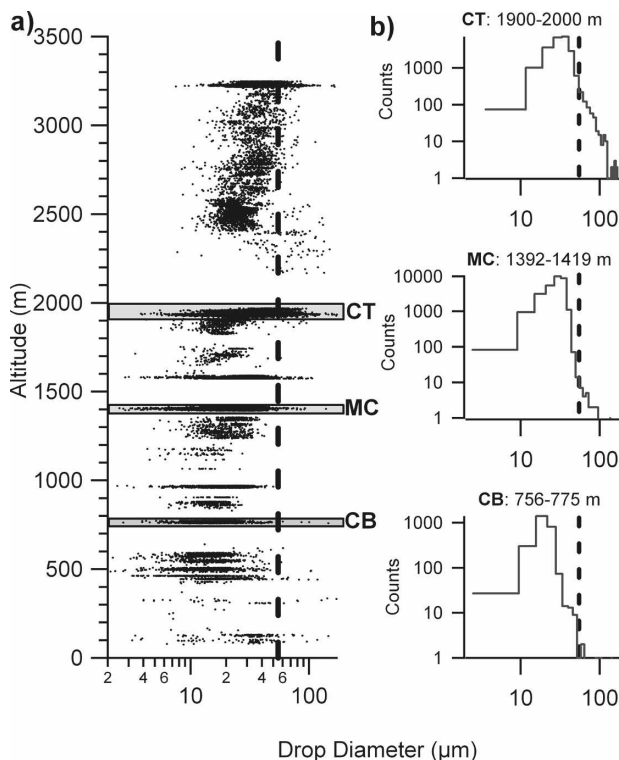 a)
3500
3000
2500
2000
1500
1000
500
0
Altitude (m)
CT
MC
CB
2 4 6 10 2 4 6 100
b)
CT: 1900-2000 m
Counts
1000
100
10
1
10 100
MC: 1392-1419 m
Counts
10000
1000
100
10
1
10 100
CB: 756-775 m
Counts
1000
100
10
1
10 100
Drop Diameter (µm)